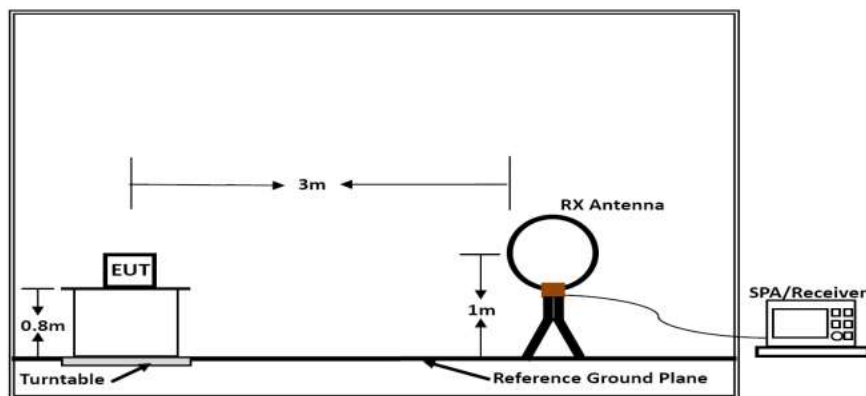 3m
RX Antenna
EUT
SPA/Receiver
0.8m
1m
Turntable
Reference Ground Plane